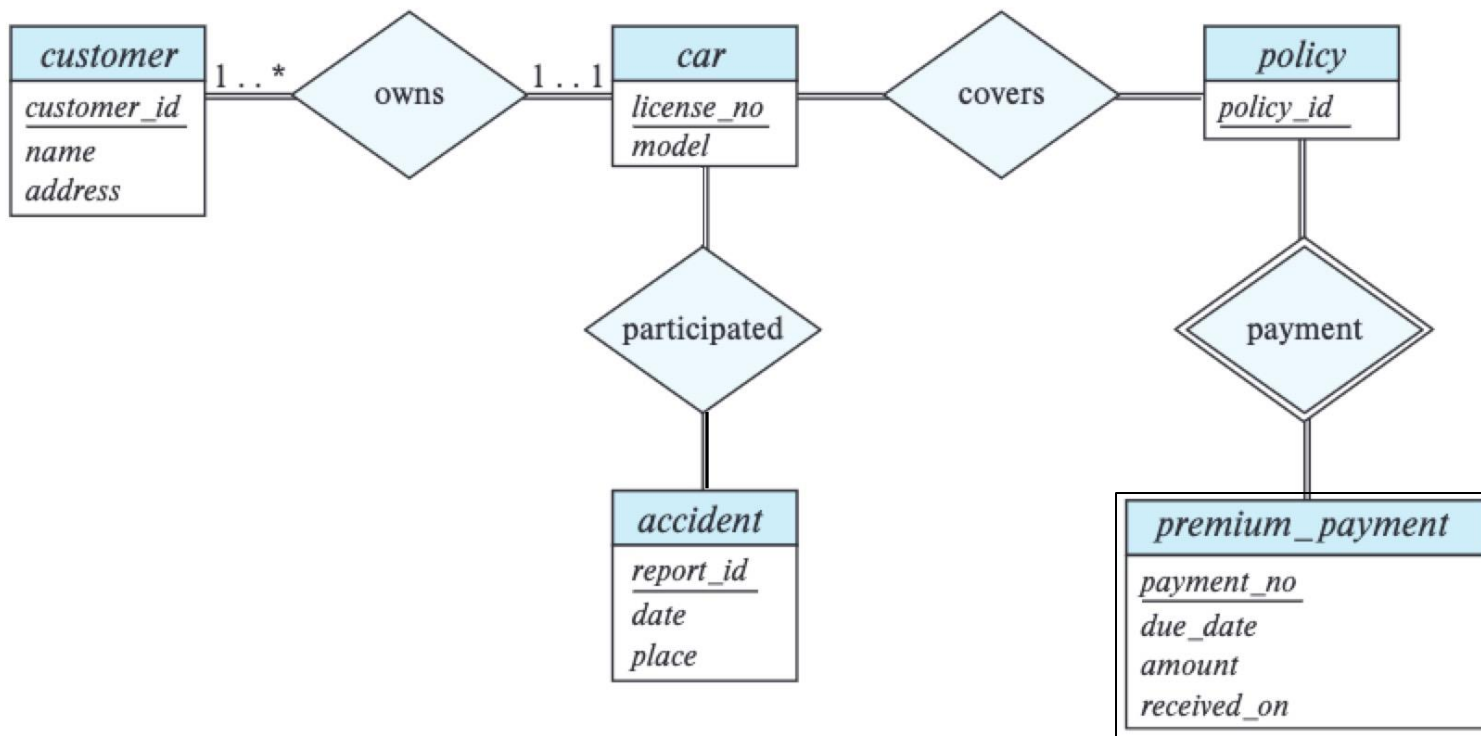 customer
customer_id
name
address
1 . . *
owns
1 . . 1
car
license_no
model
covers
policy
policy_id
participated
payment
accident
report_id
date
place
premium_payment
payment_no
due_date
amount
received_on